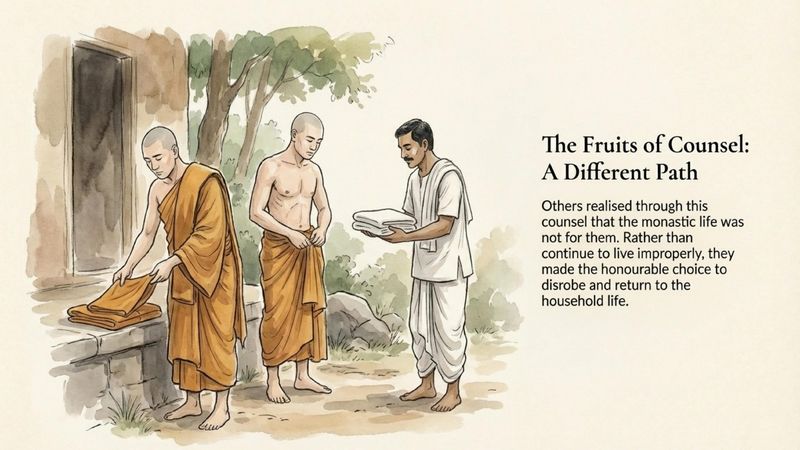 The Fruits of Counsel:
A Different Path
Others realised through this
counsel that the monastic life was
not for them. Rather than
continue to live improperly, they
made the honourable choice to
disrobe and return to the
household life.